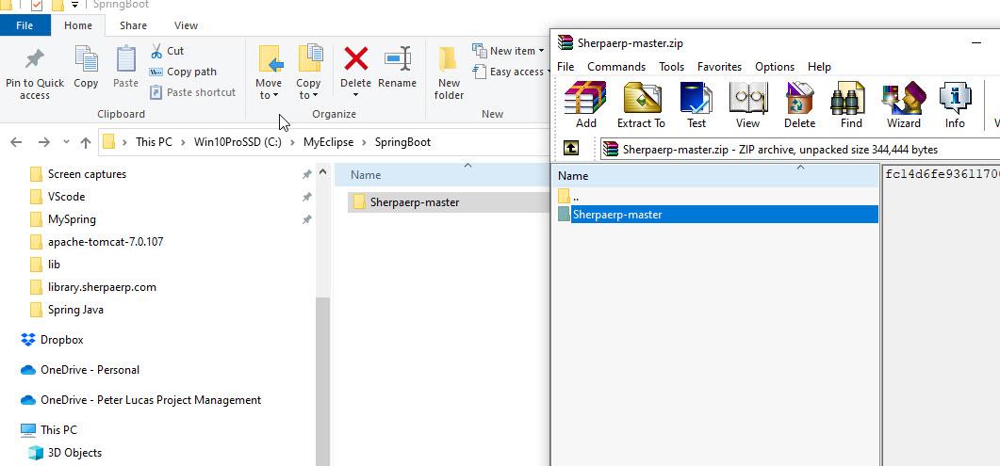 SpringBoot
File Home Share View
Pin to Quick access
Copy
Paste
Cut
Copy path
Paste shortcut
Clipboard
Move to
Copy to
Delete
Rename
Organize
New folder
New item
Easy access
New
This PC > Win10ProSSD (C:) > MyEclipse > SpringBoot
Screen captures
VScode
MySpring
apache-tomcat-7.0.107
lib
library.sherpaerp.com
Spring Java
Dropbox
OneDrive - Personal
OneDrive - Peter Lucas Project Management
This PC
3D Objects
Name
Sherpaerp-master
Sherpaerp-master.zip
File Commands Tools Favorites Options Help
Add Extract To Test View Delete Find Wizard Info
Sherpaerp-master.zip - ZIP archive, unpacked size 344,444 bytes
Name
..
Sherpaerp-master